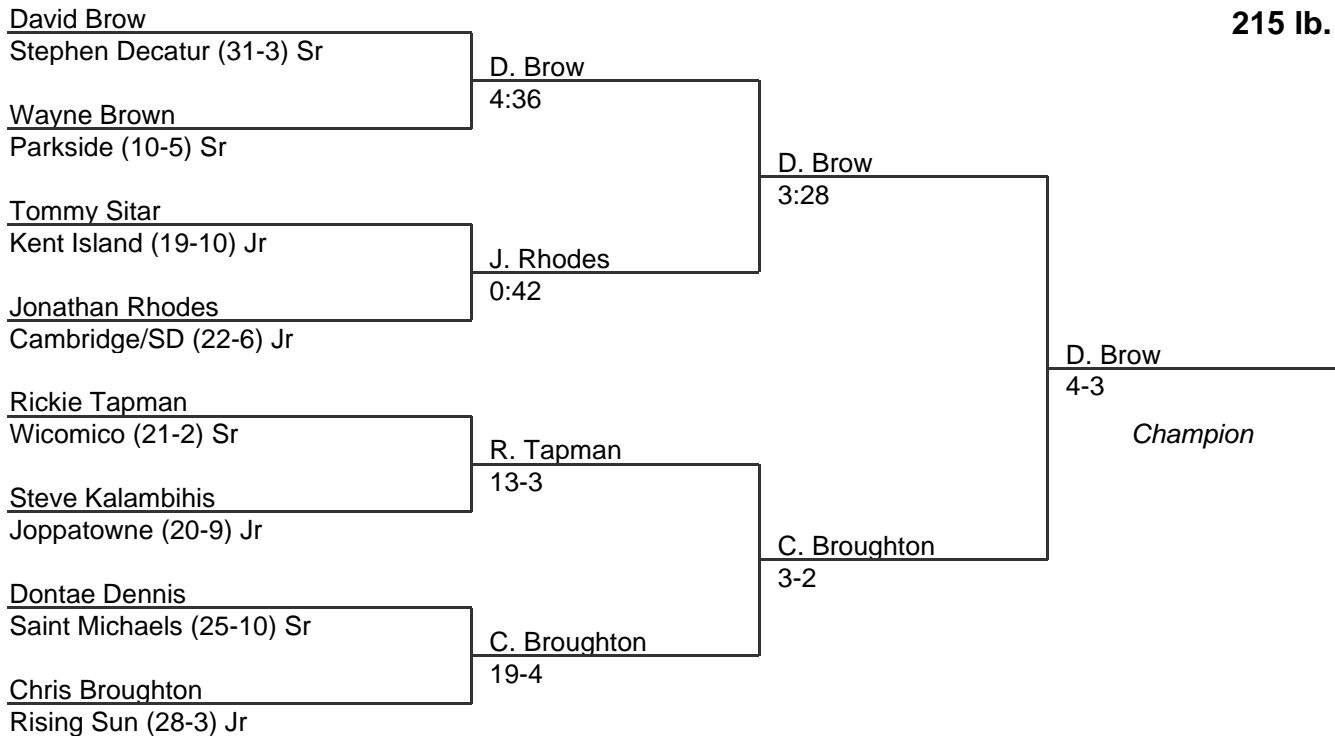 David Brow
Stephen Decatur (31-3) Sr
Wayne Brown
Parkside (10-5) Sr
Tommy Sitar
Kent Island (19-10) Jr
Jonathan Rhodes
Cambridge/SD (22-6) Jr
Rickie Tapman
Wicomico (21-2) Sr
Steve Kalambihis
Joppatowne (20-9) Jr
Dontae Dennis
Saint Michaels (25-10) Sr
Chris Broughton
Rising Sun (28-3) Jr
D. Brow
4:36
J. Rhodes
0:42
R. Tapman
13-3
C. Broughton
19-4
D. Brow
3:28
C. Broughton
3-2
215 lb.
D. Brow
4-3
Champion